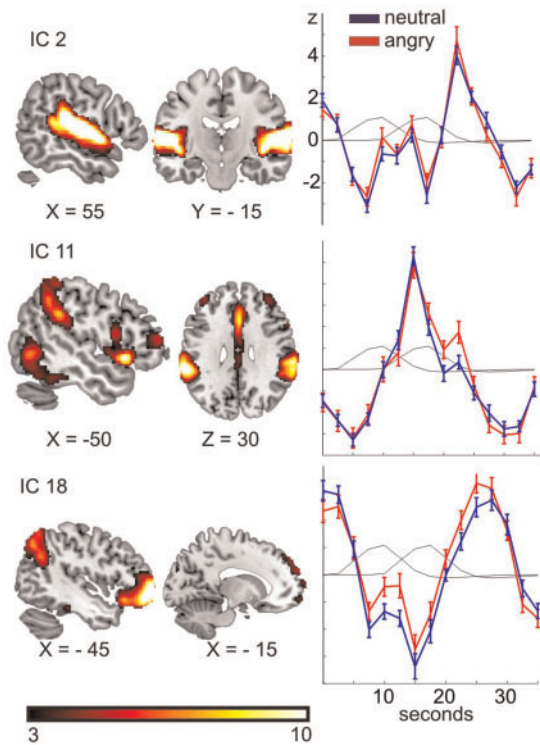 IC 2
X = 55
Y = - 15
z
neutral
angry
4
2
0
-2
IC 11
X = -50
Z = 30
IC 18
X = - 45
X = - 15
10
20
30
seconds
3
10